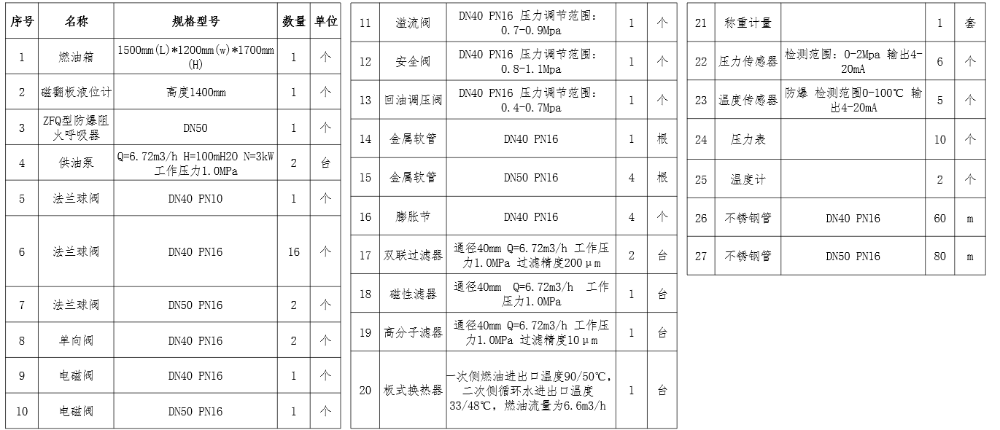 序号 名称 规格型号 数量 单位
1 燃油箱 1500mm(L)*1200mm(w)*1700mm
(H) 1 个
2 磁翻板液位计 高度1400mm 1 个
3 ZFQ型防爆阻
火呼吸器 DN50 1 个
4 供油泵 Q=6.72m3/h H=100mH2O N=3kW
工作压力1.0MPa 2 台
5 法兰球阀 DN40 PN10 1 个
6 法兰球阀 DN40 PN16 16 个
7 法兰球阀 DN50 PN16 2 个
8 单向阀 DN40 PN16 2 个
9 电磁阀 DN40 PN16 1 个
10 电磁阀 DN50 PN16 1 个
11 溢流阀 DN40 PN16 压力调节范围:
0.7-0.9Mpa 1 个
12 安全阀 DN40 PN16 压力调节范围:
0.8-1.1Mpa 1 个
13 回油调压阀 DN40 PN16 压力调节范围:
0.4-0.7Mpa 1 个
14 金属软管 DN40 PN16 1 根
15 金属软管 DN50 PN16 4 根
16 膨胀节 DN40 PN16 4 个
17 双联过滤器 通径40mm Q=6.72m3/h 工作压
力1.0MPa 过滤精度200μm 2 台
18 磁性滤器 通径40mm Q=6.72m3/h 工作
压力1.0MPa 1 台
19 高分子滤器 通径40mm Q=6.72m3/h 工作压
力1.0MPa 过滤精度10μm 1 台
20 板式换热器 一次侧燃油进出口温度90/50℃,
二次侧循环水进出口温度
33/48℃, 燃油流量为6.6m3/h 1 台
21 称重计量 1 套
22 压力传感器 检测范围: 0-2Mpa 输出4-
20mA 6 个
23 温度传感器 防爆 检测范围0-100℃ 输
出4-20mA 5 个
24 压力表 10 个
25 温度计 2 个
26 不锈钢管 DN40 PN16 60 m
27 不锈钢管 DN50 PN16 80 m